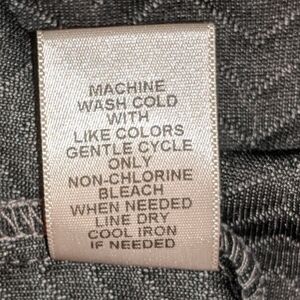 MACHINE
WASH COLD
WITH
LIKE COLORS
GENTLE CYCLE
ONLY
NON-CHLORINE
BLEACH
WHEN NEEDED
LINE DRY
COOL IRON
IF NEEDED